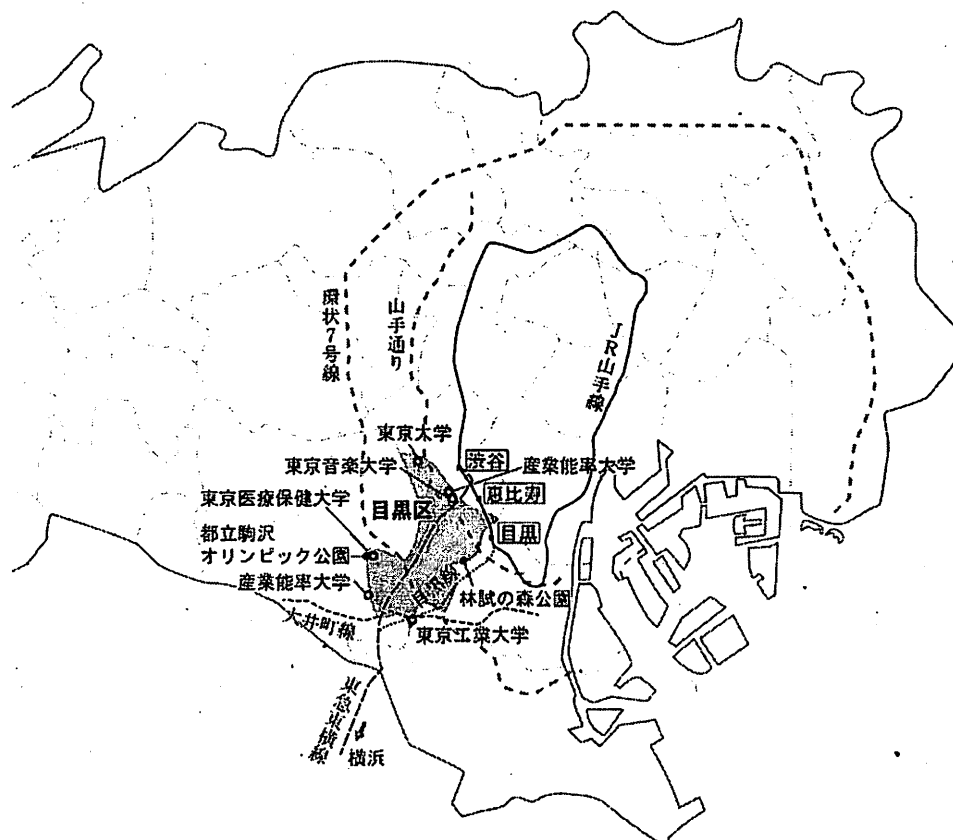 環状7号線
山手通り
JR山手線
東京大学
渋谷
東京音楽大学
産業能率大学
恵比寿
東京医療保健大学
目黒区
目黒
都立駒沢
オリンピック公園
産業能率大学
林試の森公園
大井町線
東京工業大学
東急東横線
横浜